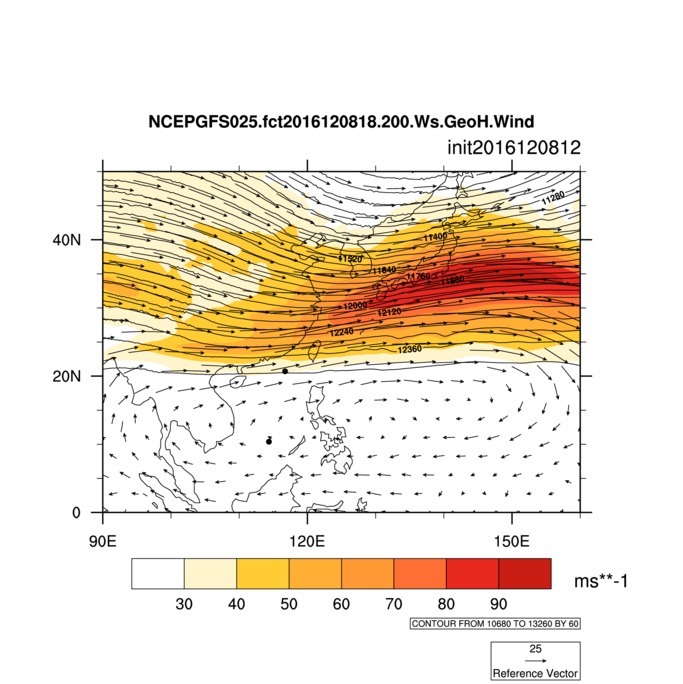 NCEPGFS025.fct2016120818.200.Ws.GeoH.Wind
init2016120812
11280
40N
11400
11520
11640
11760
11880
12000
12120
12240
12360
20N
0
90E 120E 150E
ms**-1
30 40 50 60 70 80 90
CONTOUR FROM 10680 TO 13260 BY 60
25
Reference Vector